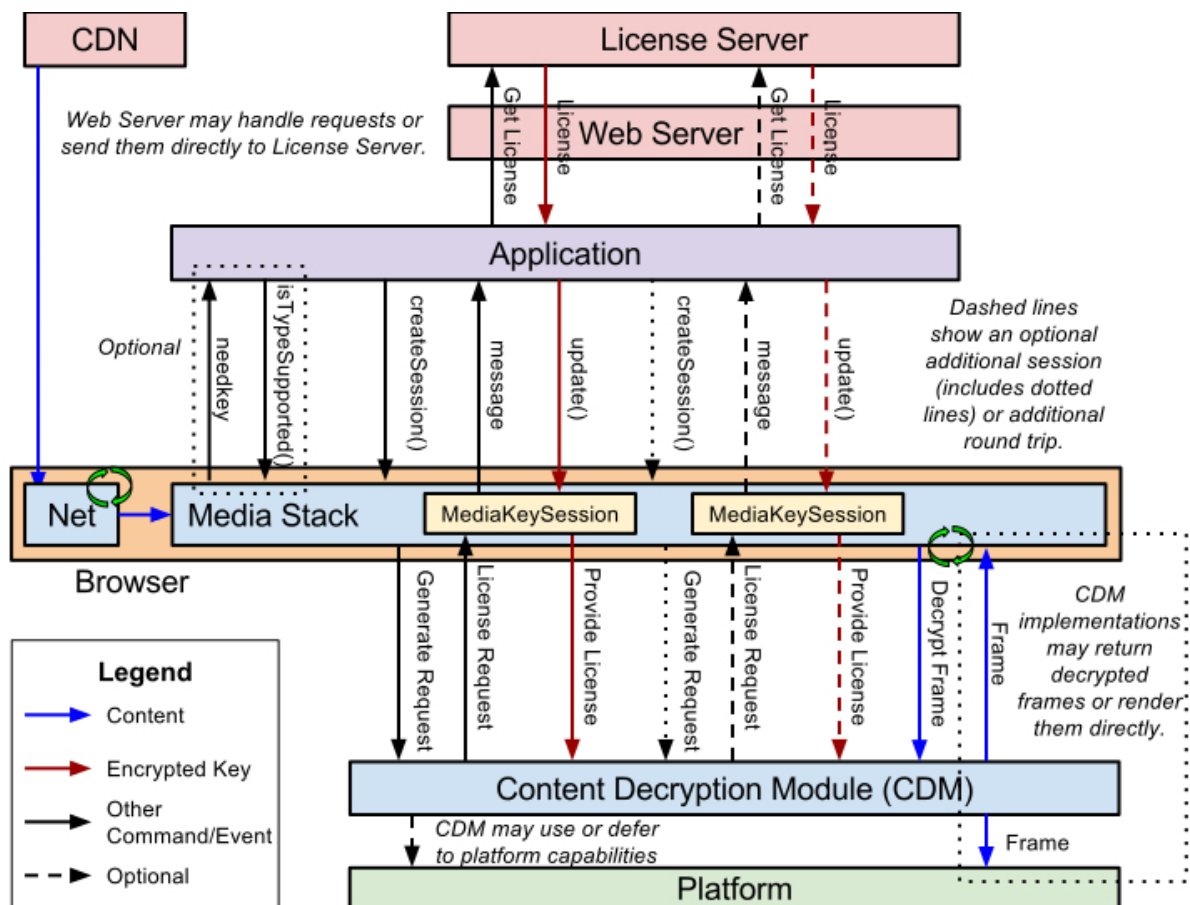 CDN
License Server
Web Server may handle requests or
send them directly to License Server.
Get License
License
Get License
License
Web Server
Application
Optional
needkey
isTypeSupported()
createSession()
message
update()
createSession()
message
update()
Dashed lines
show an optional
additional session
(includes dotted
lines) or additional
round trip.
Net
Media Stack
MediaKeySession
MediaKeySession
Browser
Generate Request
License Request
Provide License
Generate Request
License Request
Provide License
Decrypt Frame
Frame
CDM
implementations
may return
decrypted
frames or render
them directly.
Legend
Content
Encrypted Key
Other
Command/Event
Optional
Content Decryption Module (CDM)
CDM may use or defer
to platform capabilities
Frame
Platform